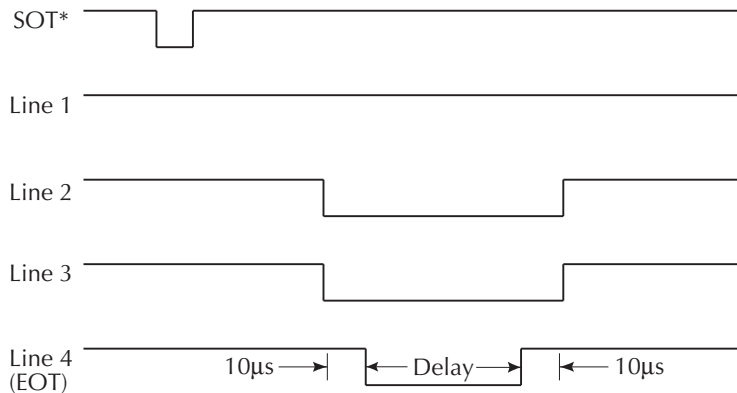 SOT*
Line 1
Line 2
Line 3
Line 4
(EOT)
10µs
Delay
10µs